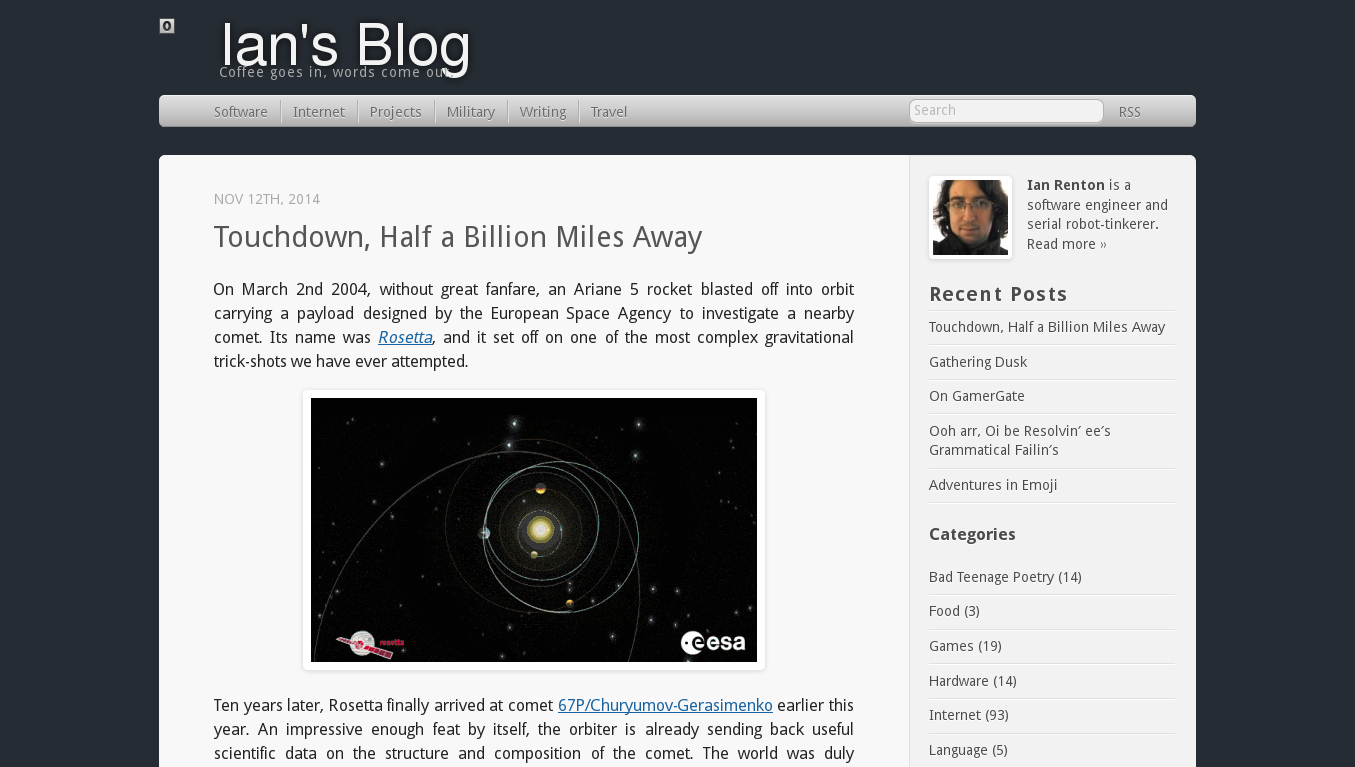 0
Ian's Blog
Coffee goes in, words come out.
Software
Internet
Projects
Military
Writing
Travel
Search
RSS
NOV 12TH, 2014
Touchdown, Half a Billion Miles Away
On March 2nd 2004, without great fanfare, an Ariane 5 rocket blasted off into orbit
carrying a payload designed by the European Space Agency to investigate a nearby
comet. Its name was Rosetta, and it set off on one of the most complex gravitational
trick-shots we have ever attempted.
rosetta
esa
Ten years later, Rosetta finally arrived at comet 67P/Churyumov-Gerasimenko earlier this
year. An impressive enough feat by itself, the orbiter is already sending back useful
scientific data on the structure and composition of the comet. The world was duly
Ian Renton is a
software engineer and
serial robot-tinkerer.
Read more »
Recent Posts
Touchdown, Half a Billion Miles Away
Gathering Dusk
On GamerGate
Ooh arr, Oi be Resolvin’ ee’s
Grammatical Failin’s
Adventures in Emoji
Categories
Bad Teenage Poetry (14)
Food (3)
Games (19)
Hardware (14)
Internet (93)
Language (5)